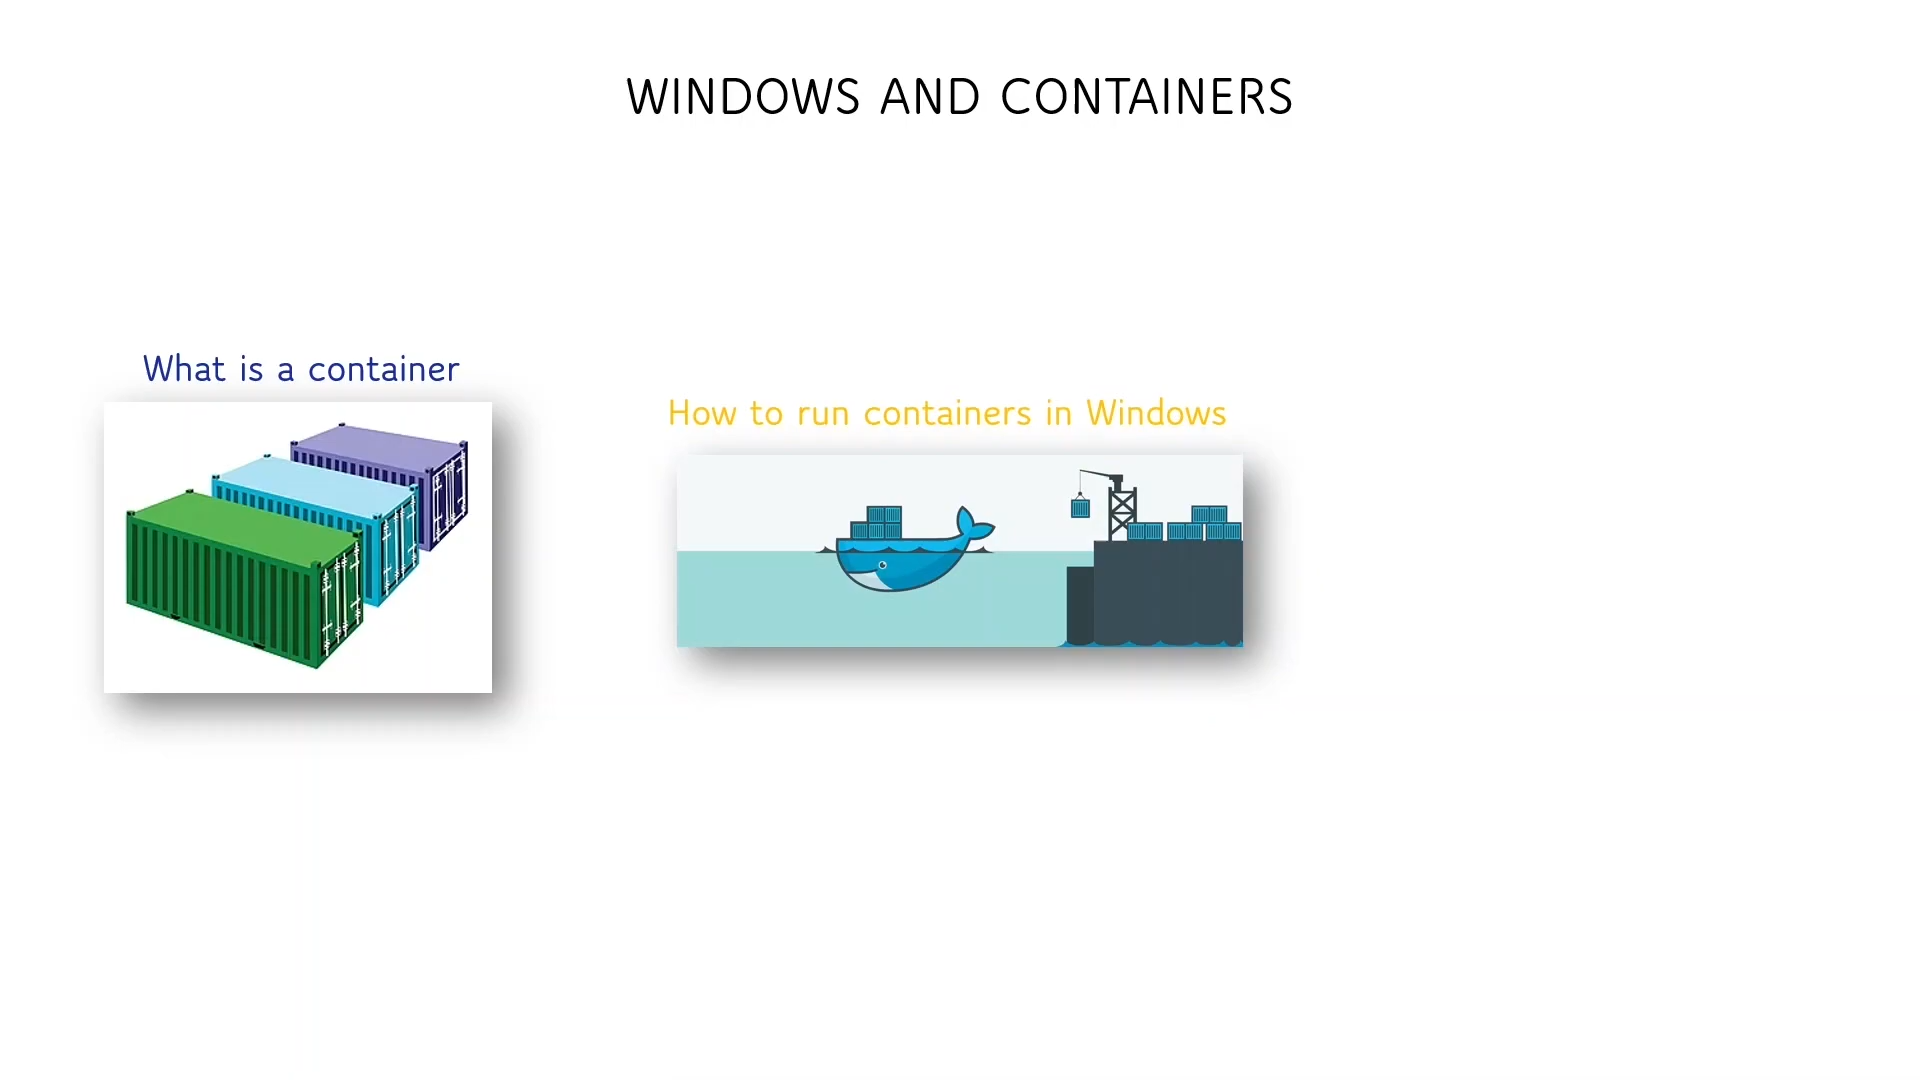 WINDOWS AND CONTAINERS
What is a container
How to run containers in Windows